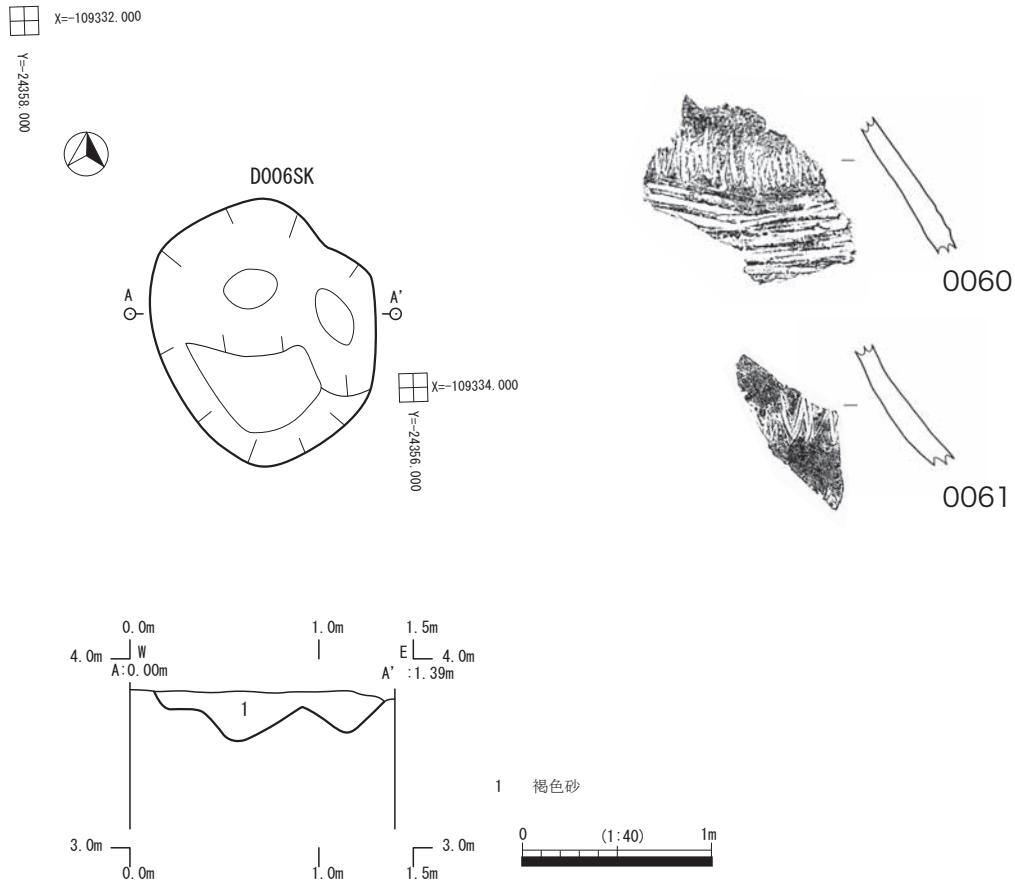 X=-109332.000
Y=-24358.000
D006SK
A
A'
X=-109334.000
Y=-24356.000
0060
0061
0.0m
1.0m
1.5m
4.0m
W
E
4.0m
A:0.00m
A' :1.39m
1
3.0m
3.0m
0.0m
1.0m
1.5m
1 褐色砂
0 (1:40) 1m